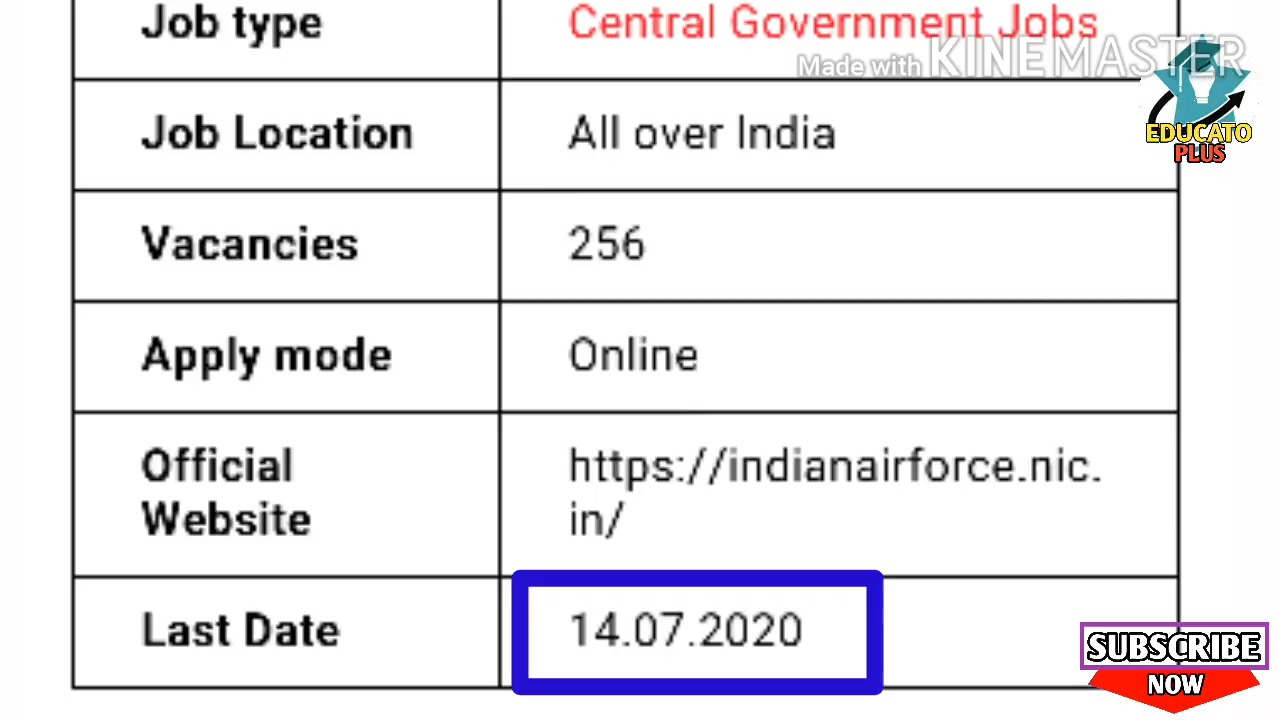 Job type Central Government Jobs
Made with KINEMASTER
EDUCATO
PLUS
Job Location All over India
Vacancies 256
Apply mode Online
Official https://indianairforce.nic.
Website in/
Last Date 14.07.2020
SUBSCRIBE
NOW